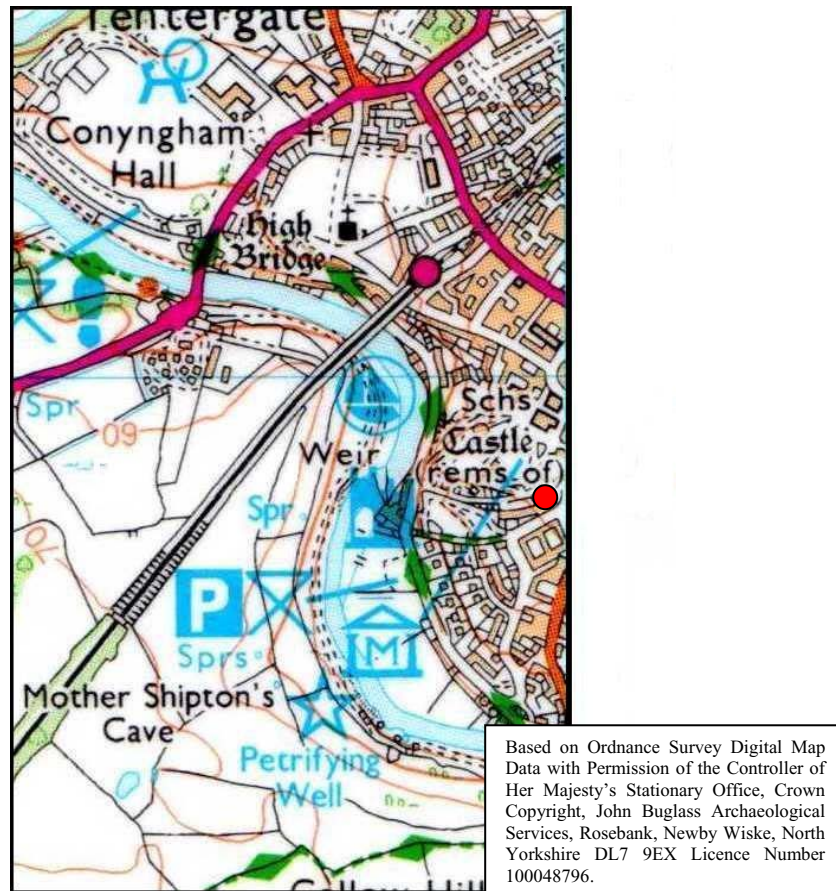 Tentergate
Conyngham
Hall
High
Bridge
Spr
60
Schs
Castle
(rems of)
Weir
Spr
70
P
Sprs
M
Mother Shipton's
Cave
Petrifying
Well
Based on Ordnance Survey Digital Map
Data with Permission of the Controller of
Her Majesty's Stationary Office, Crown
Copyright, John Buglass Archaeological
Services, Rosebank, Newby Wiske, North
Yorkshire DL7 9EX Licence Number
100048796.